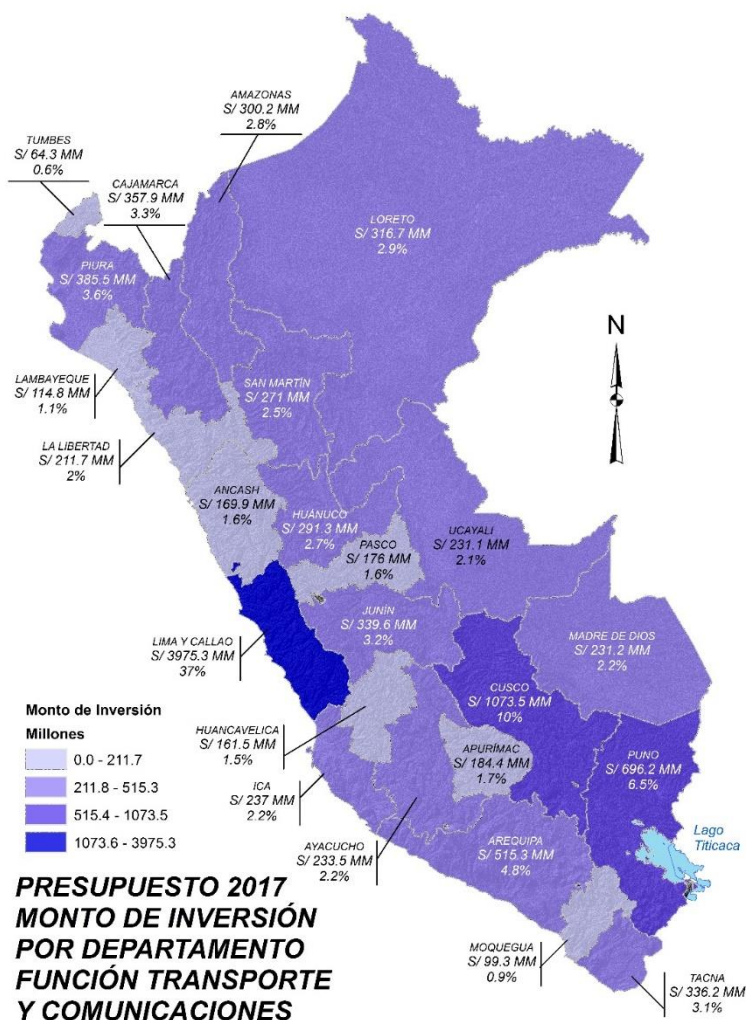 AMAZONAS
S/ 300.2 MM
2.8%
TUMBES
S/ 64.3 MM
0.6%
CAJAMARCA
S/ 357.9 MM
3.3%
LORETO
S/ 316.7 MM
2.9%
PIURA
S/ 385.5 MM
3.6%
N
LAMBAYEQUE
S/ 114.8 MM
1.1%
SAN MARTÍN
S/ 271 MM
2.5%
LA LIBERTAD
S/ 211.7 MM
2%
ANCASH
S/ 169.9 MM
1.6%
HUÁNUCO
S/ 291.3 MM
2.7%
PASCO
S/ 176 MM
1.6%
UCAYALI
S/ 231.1 MM
2.1%
LIMA Y CALLAO
S/ 3975.3 MM
37%
JUNÍN
S/ 339.6 MM
3.2%
MADRE DE DIOS
S/ 231.2 MM
2.2%
CUSCO
S/ 1073.5 MM
10%
HUANCAVELICA
S/ 161.5 MM
1.5%
APURÍMAC
S/ 184.4 MM
1.7%
PUNO
S/ 696.2 MM
6.5%
ICA
S/ 237 MM
2.2%
AYACUCHO
S/ 233.5 MM
2.2%
AREQUIPA
S/ 515.3 MM
4.8%
Lago
Titicaca
MOQUEGUA
S/ 99.3 MM
0.9%
TACNA
S/ 336.2 MM
3.1%
Monto de Inversión
Millones
0.0 - 211.7
211.8 - 515.3
515.4 - 1073.5
1073.6 - 3975.3
PRESUPUESTO 2017
MONTO DE INVERSIÓN
POR DEPARTAMENTO
FUNCIÓN TRANSPORTE
Y COMUNICACIONES